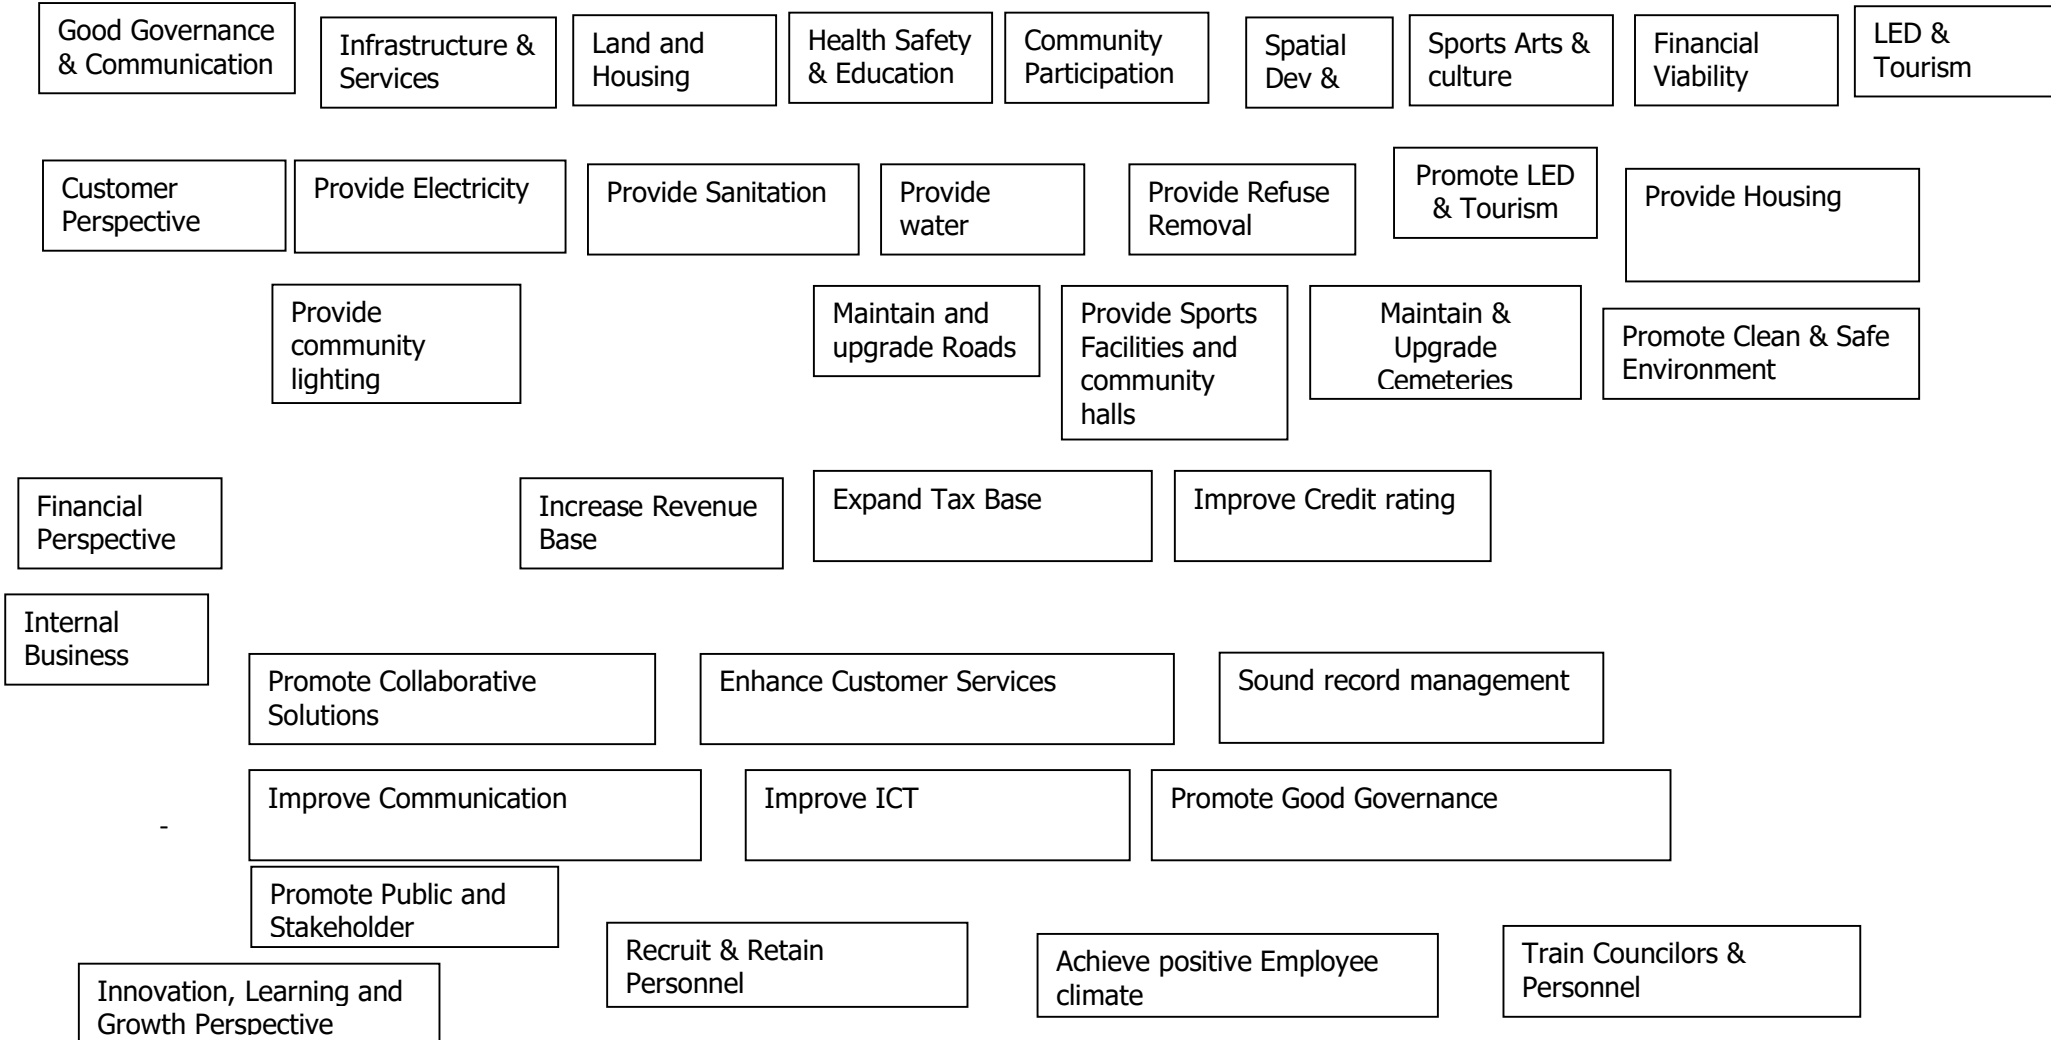 Good Governance
& Communication
Infrastructure &
Services
Land and
Housing
Health Safety
& Education
Community
Participation
Spatial
Dev &
Sports Arts &
culture
Financial
Viability
LED &
Tourism
Customer
Perspective
Provide Electricity
Provide Sanitation
Provide
water
Provide Refuse
Removal
Promote LED
& Tourism
Provide Housing
Provide
community
lighting
Maintain and
upgrade Roads
Provide Sports
Facilities and
community
halls
Maintain &
Upgrade
Cemeteries
Promote Clean & Safe
Environment
Financial
Perspective
Increase Revenue
Base
Expand Tax Base
Improve Credit rating
Internal
Business
Promote Collaborative
Solutions
Enhance Customer Services
Sound record management
Improve Communication
Improve ICT
Promote Good Governance
-
Promote Public and
Stakeholder
Recruit & Retain
Personnel
Achieve positive Employee
climate
Train Councilors &
Personnel
Innovation, Learning and
Growth Perspective